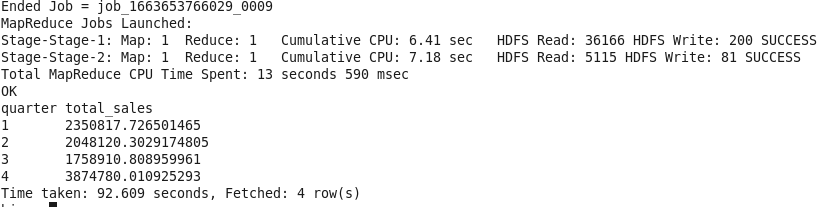 Ended Job = job_1663653766029_0009
MapReduce Jobs Launched:
Stage-Stage-1: Map: 1  Reduce: 1   Cumulative CPU: 6.41 sec   HDFS Read: 36166 HDFS Write: 200 SUCCESS
Stage-Stage-2: Map: 1  Reduce: 1   Cumulative CPU: 7.18 sec   HDFS Read: 5115 HDFS Write: 81 SUCCESS
Total MapReduce CPU Time Spent: 13 seconds 590 msec
OK
quarter total_sales
1       2350817.726501465
2       2048120.3029174805
3       1758910.808959961
4       3874780.010925293
Time taken: 92.609 seconds, Fetched: 4 row(s)